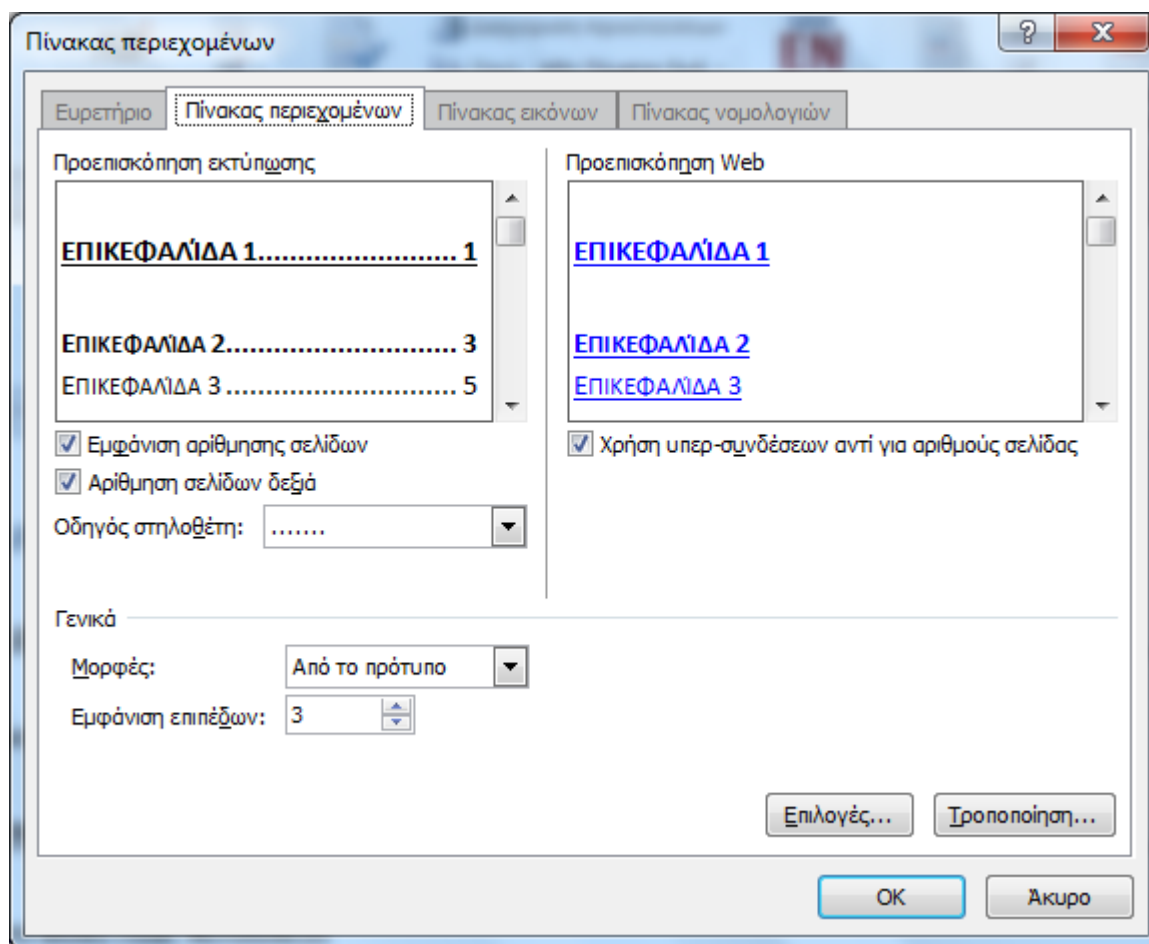 Πίνακας περιεχομένων
Ευρετήριο Πίνακας περιεχομένων Πίνακας εικόνων Πίνακας νομολογιών
Προεπισκόπηση εκτύπωσης
ΕΠΙΚΕΦΑΛΊΔΑ 1......................... 1
ΕΠΙΚΕΦΑΛΊΔΑ 2............................. 3
ΕΠΙΚΕΦΑΛΊΔΑ 3............................. 5
Εμφάνιση αρίθμησης σελίδων
Αρίθμηση σελίδων δεξιά
Οδηγός στηλοθέτη: .......
Προεπισκόπηση Web
ΕΠΙΚΕΦΑΛΊΔΑ 1
ΕΠΙΚΕΦΑΛΊΔΑ 2
ΕΠΙΚΕΦΑΛΊΔΑ 3
Χρήση υπερ-συνδέσεων αντί για αριθμούς σελίδας
Γενικά
Μορφές: Από το πρότυπο
Εμφάνιση επιπέδων: 3
Επιλογές... Τροποποίηση...
OK Άκυρο